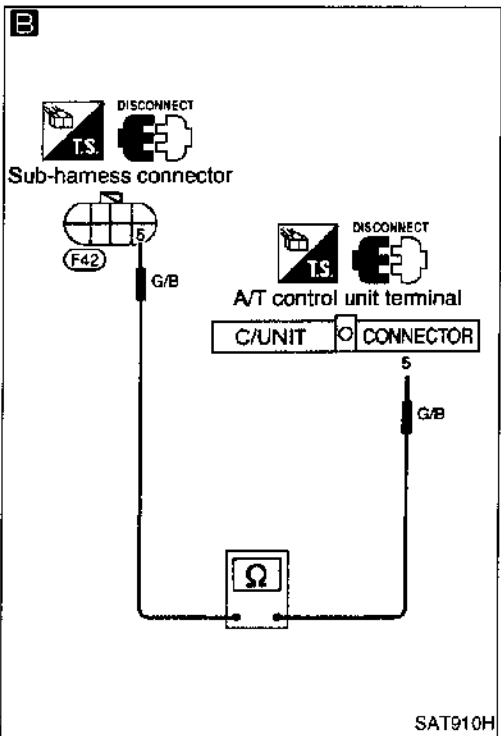 B
DISCONNECT
T.S.
Sub-harness connector
5
F42
G/B
DISCONNECT
T.S.
A/T control unit terminal
C/UNIT CONNECTOR
5
G/B
Ω
SAT910H